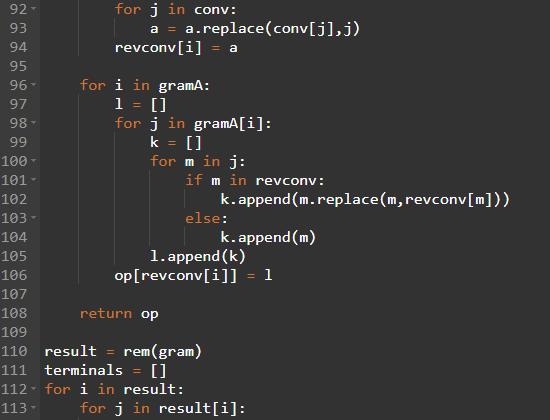 92        for j in conv:
93            a = a.replace(conv[j],j)
94        revconv[i] = a
95
96    for i in gramA:
97        l = []
98        for j in gramA[i]:
99            k = []
100            for m in j:
101                if m in revconv:
102                    k.append(m.replace(m,revconv[m]))
103                else:
104                    k.append(m)
105            l.append(k)
106        op[revconv[i]] = l
107
108    return op
109
110 result = rem(gram)
111 terminals = []
112 for i in result:
113    for j in result[i]: